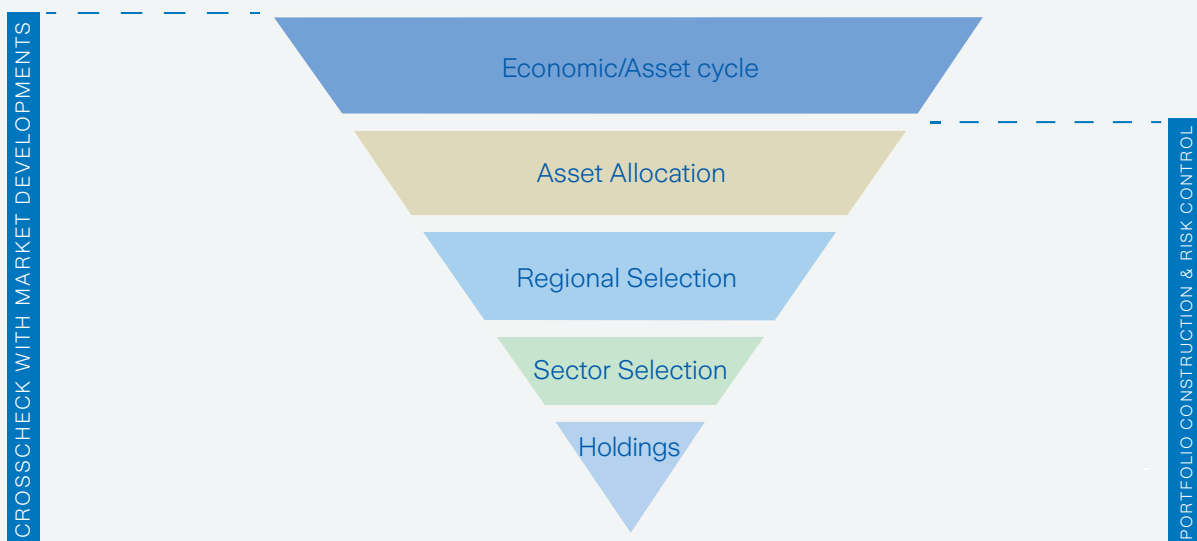 CROSSCHECK WITH MARKET DEVELOPMENTS
Economic/Asset cycle
Asset Allocation
Regional Selection
Sector Selection
Holdings
PORTFOLIO CONSTRUCTION & RISK CONTROL